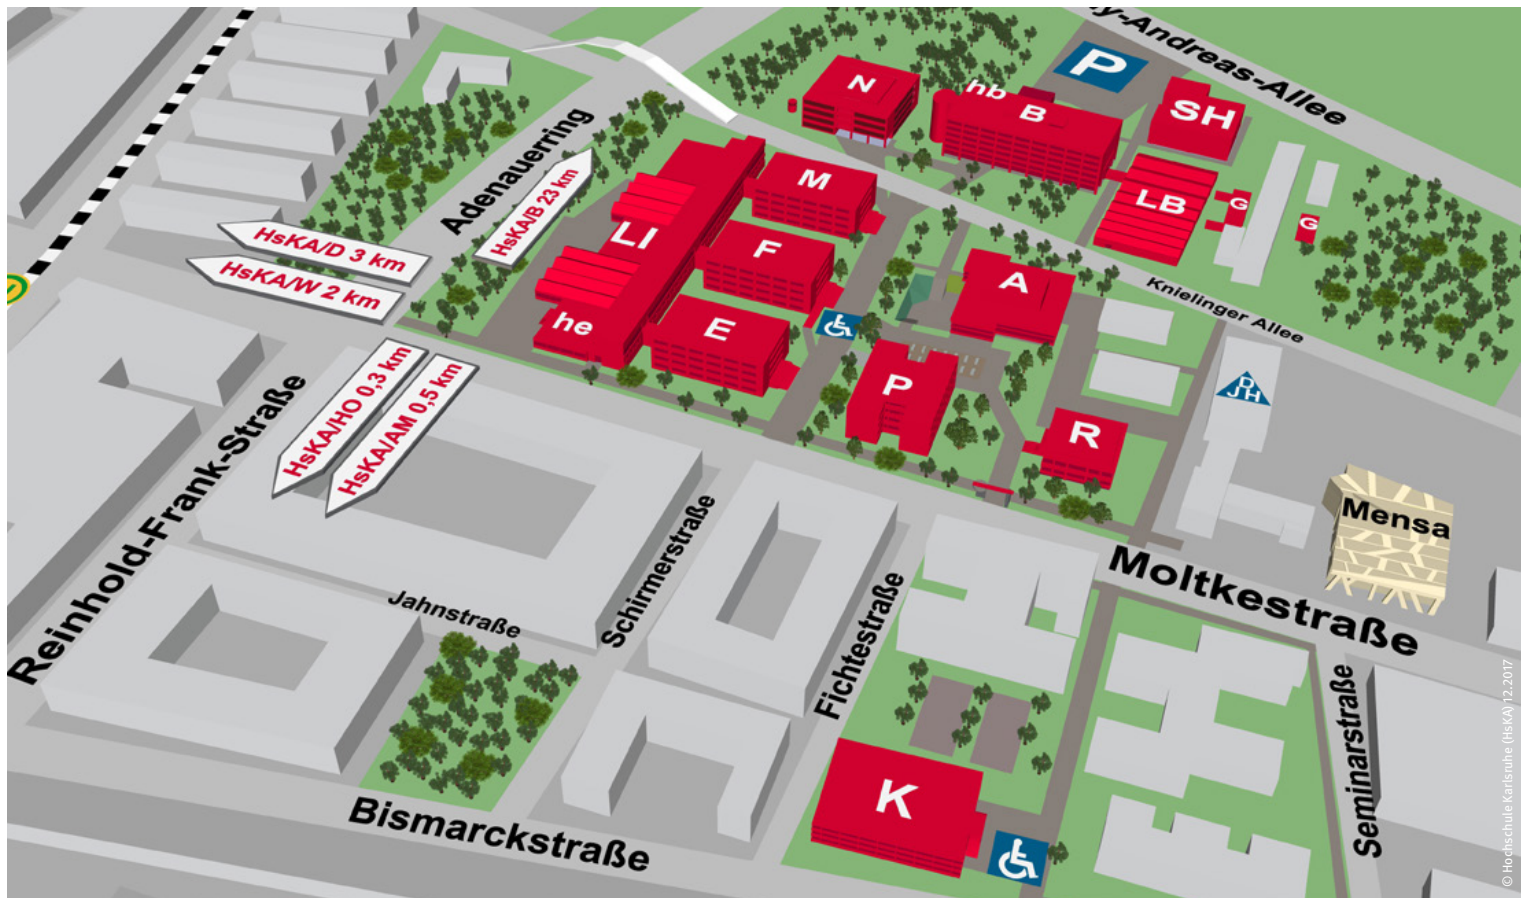 y-Andreas-Allee
P
N
hb
B
SH
Adenauerring
HsKA/B 23 km
M
LB
G
G
HsKA/D 3 km
LI
F
A
HsKA/W 2 km
Knielinger Allee
he
E
P
DJH
HsKA/HO 0,3 km
HsKA/AM 0,5 km
R
Reinhold-Frank-Straße
Mensa
Schirmerstraße
Moltkestraße
Jahnstraße
Fichtestraße
Seminarstraße
K
Bismarckstraße
© Hochschule Karlsruhe (HsKA) 12.2017